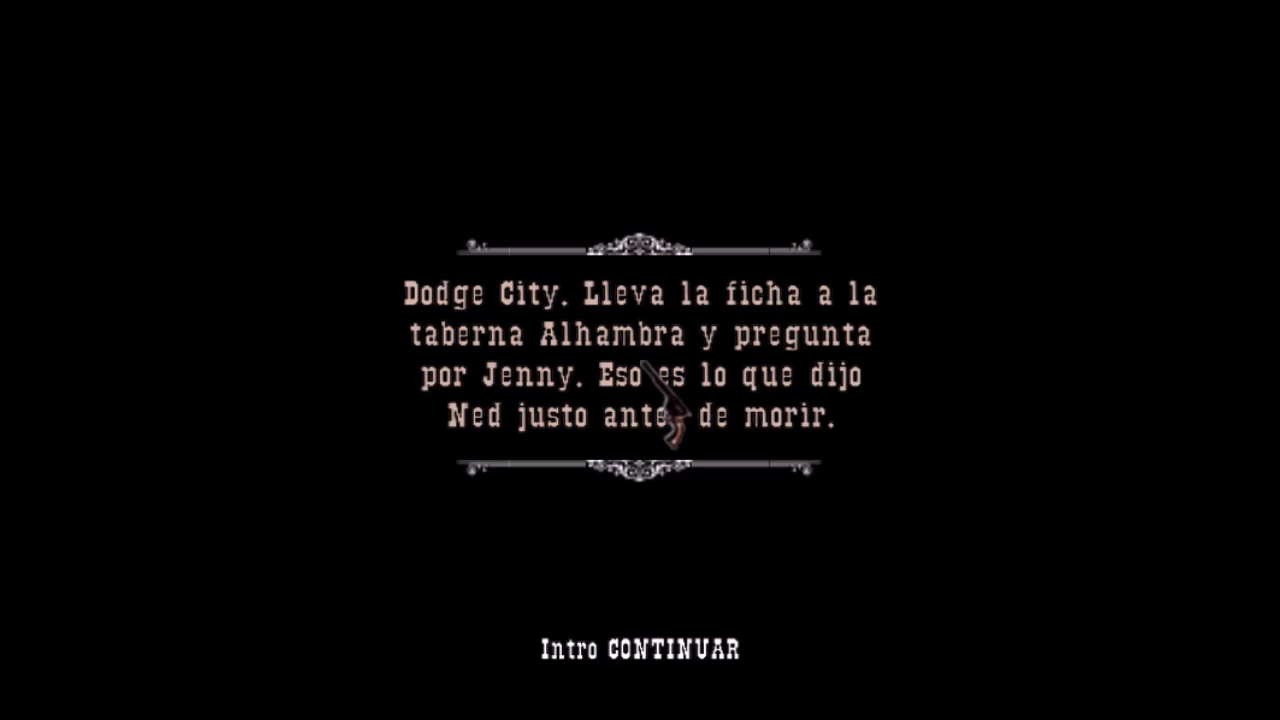 Dodge City. Lleva la ficha a la
taberna Alhambra y pregunta
por Jenny. Eso es lo que dijo
Ned justo antes de morir.
Intro CONTINUAR